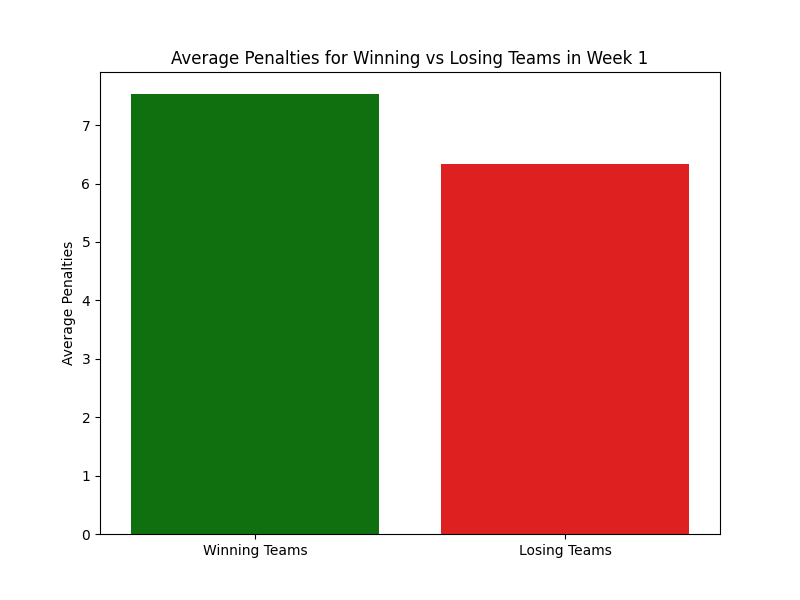 Average Penalties for Winning vs Losing Teams in Week 1
Average Penalties
7
6
5
4
3
2
1
0
Winning Teams
Losing Teams